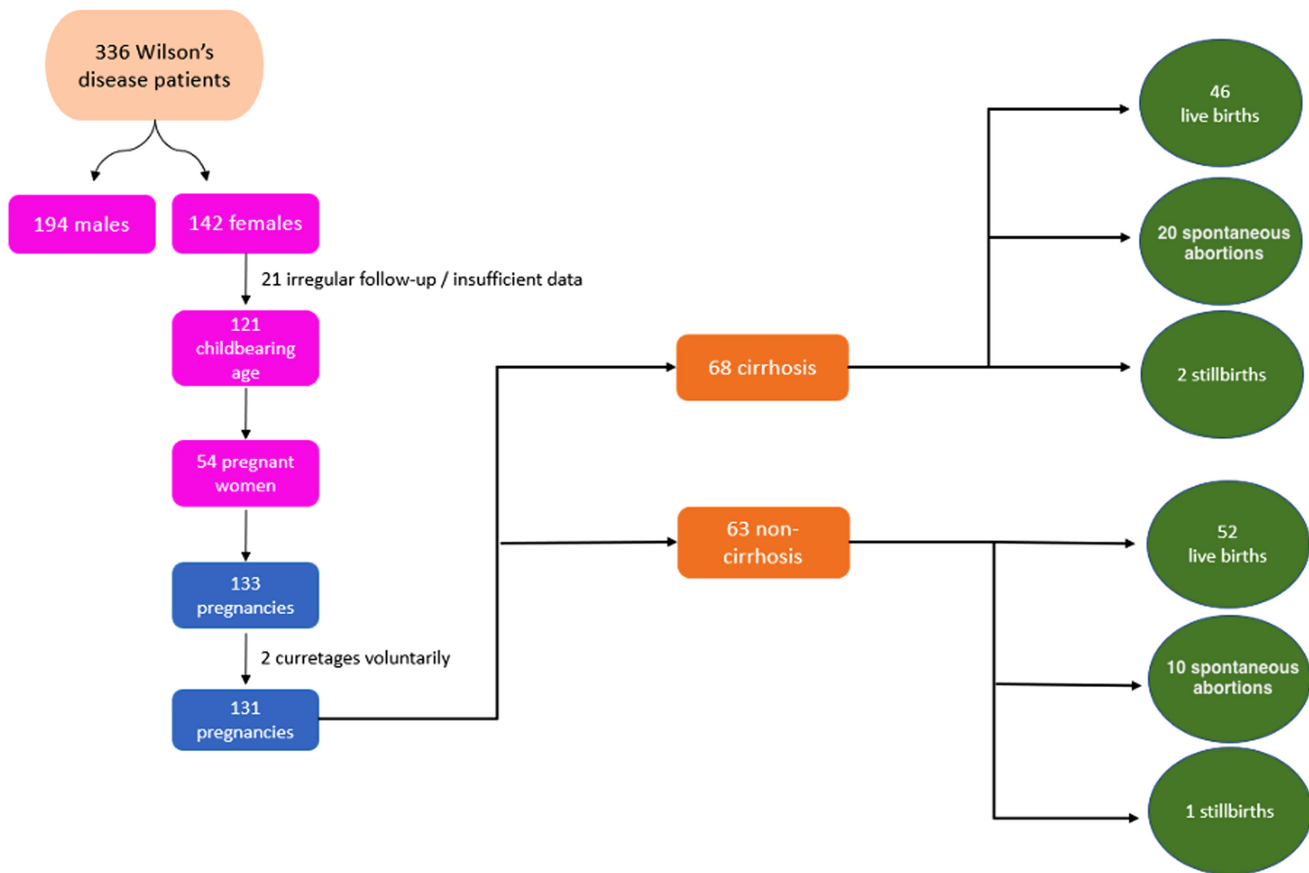 336 Wilson's
disease patients
194 males
142 females
21 irregular follow-up / insufficient data
121
childbearing
age
54 pregnant
women
133
pregnancies
2 curretages voluntarily
131
pregnancies
68 cirrhosis
63 non-
cirrhosis
46
live births
20 spontaneous
abortions
2 stillbirths
52
live births
10 spontaneous
abortions
1 stillbirths